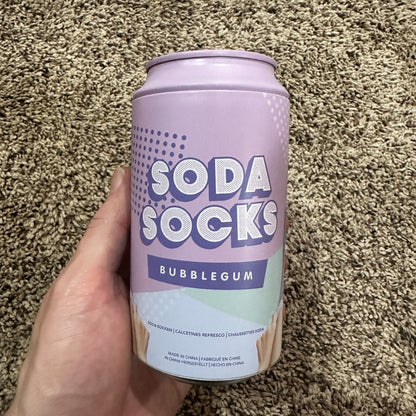 SODA
SOCKS
BUBBLEGUM
SODA SOCKEN | CALCETINES REFRESCO | CHAUSSETTES SODA
MADE IN CHINA | FABRIQUÉ EN CHINE
IN CHINA HERGESTELLT | HECHO EN CHINA